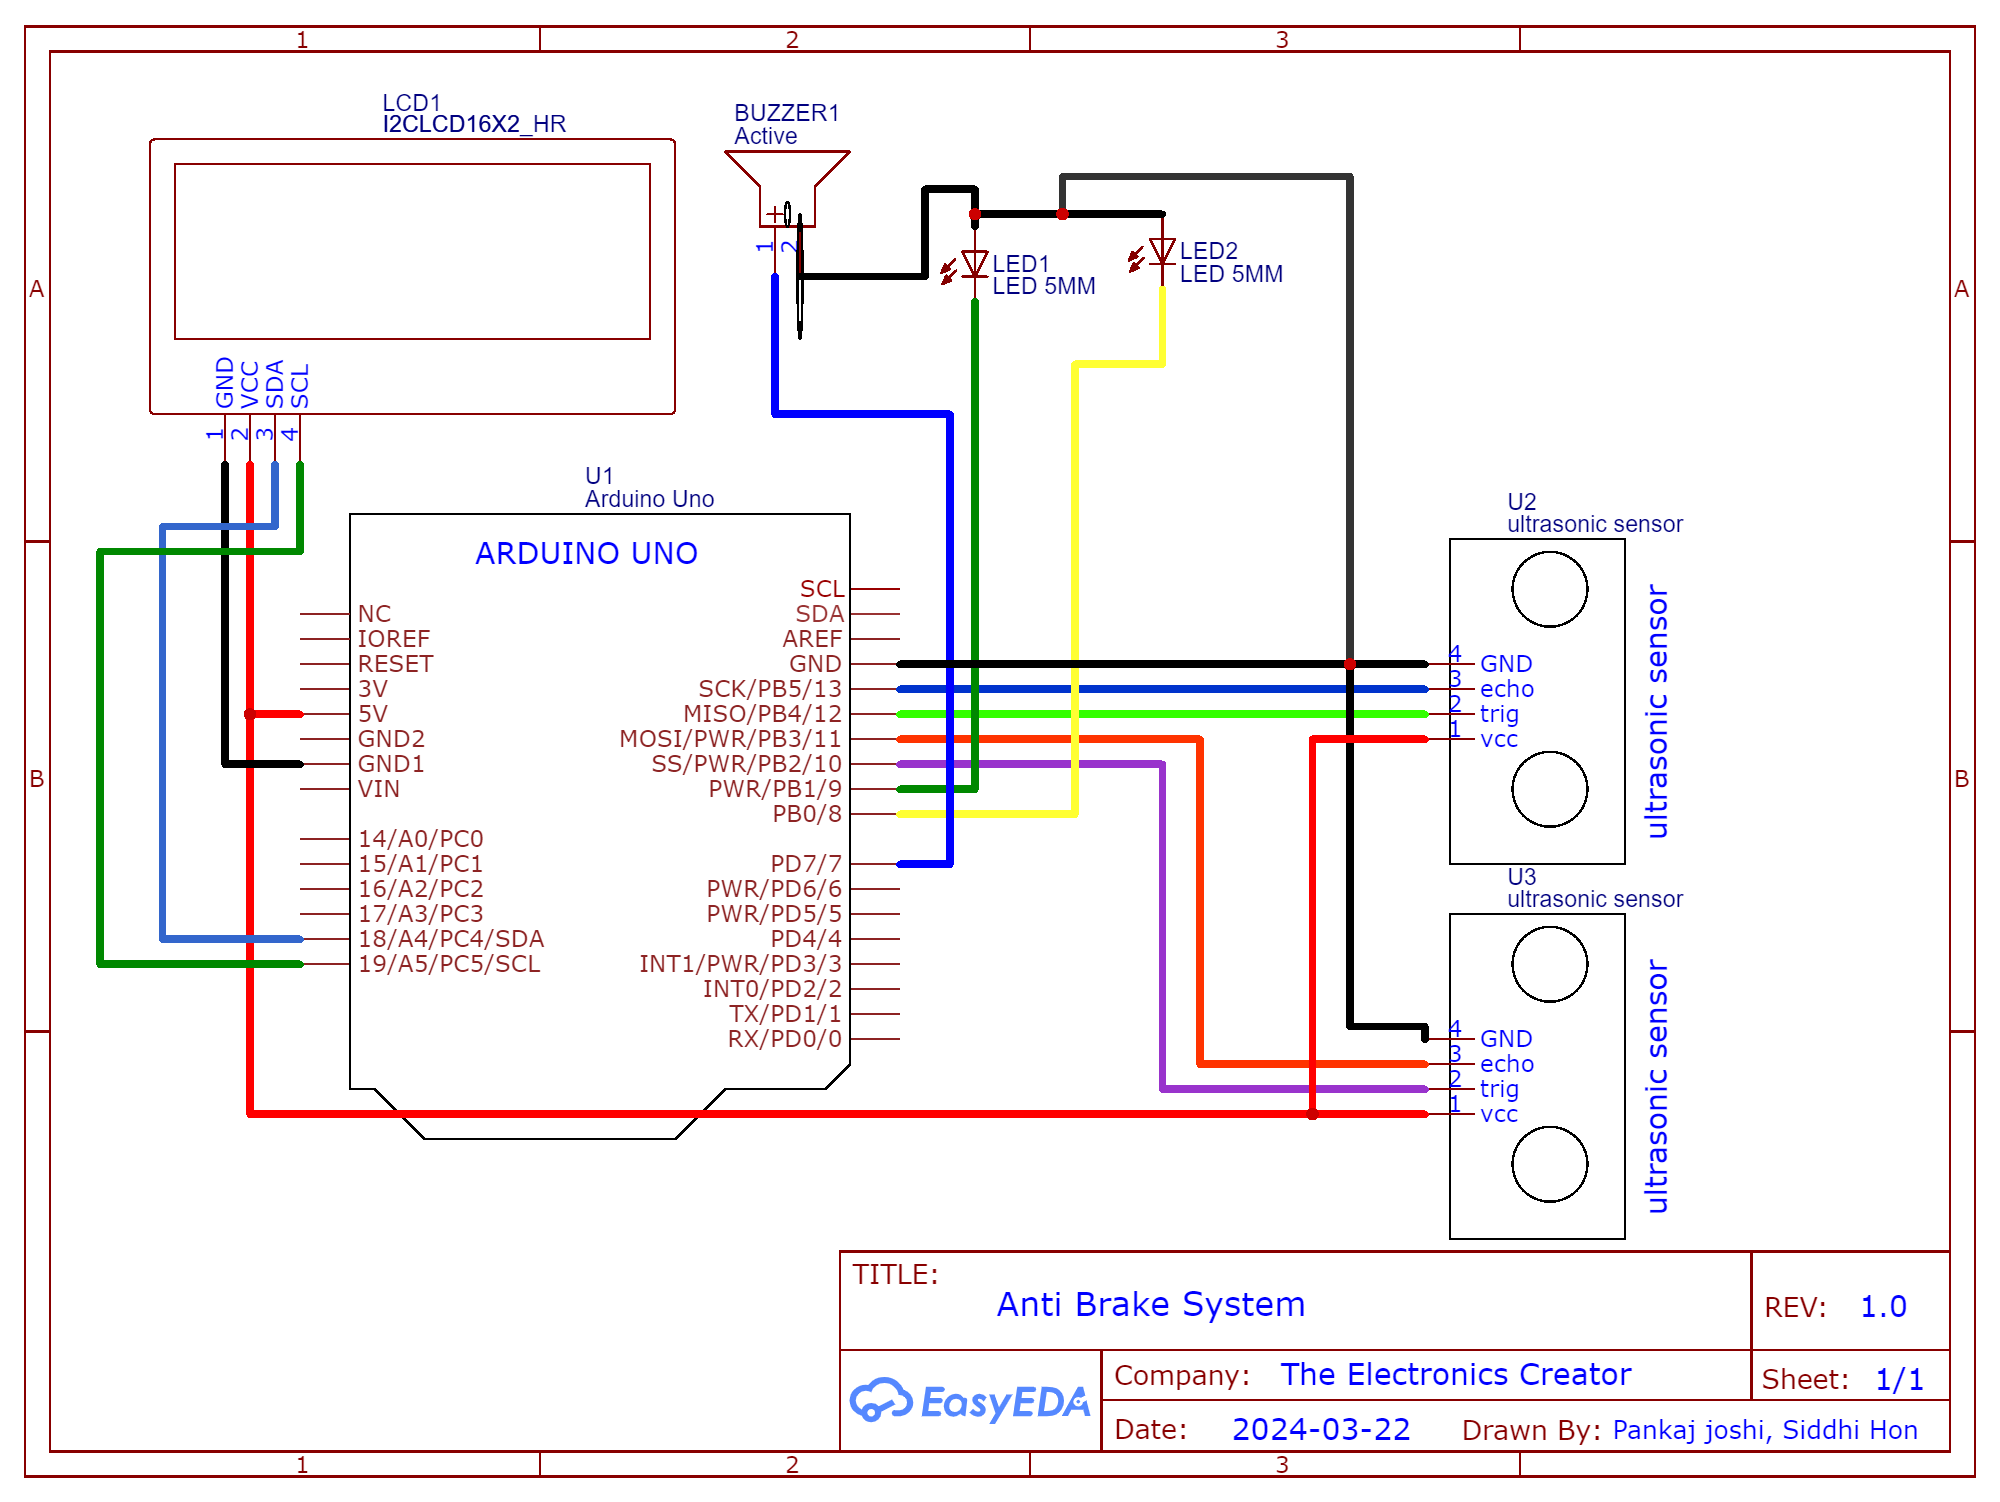 1 2 3
LCD1
I2CLCD16X2_HR
BUZZER1
Active
+
1 2
LED1
LED 5MM
LED2
LED 5MM
A A
GND VCC SDA SCL
1 2 3 4
U1
Arduino Uno
ARDUINO UNO
NC
IOREF
RESET
3V
5V
GND2
GND1
VIN
14/A0/PC0
15/A1/PC1
16/A2/PC2
17/A3/PC3
18/A4/PC4/SDA
19/A5/PC5/SCL
SCL
SDA
AREF
GND
SCK/PB5/13
MISO/PB4/12
MOSI/PWR/PB3/11
SS/PWR/PB2/10
PWR/PB1/9
PB0/8
PD7/7
PWR/PD6/6
PWR/PD5/5
PD4/4
INT1/PWR/PD3/3
INT0/PD2/2
TX/PD1/1
RX/PD0/0
U2
ultrasonic sensor
4 GND
3 echo
2 trig
1 vcc
ultrasonic sensor
B B
U3
ultrasonic sensor
4 GND
3 echo
2 trig
1 vcc
ultrasonic sensor
TITLE:
Anti Brake System
REV: 1.0
EasyEDA
Company: The Electronics Creator
Sheet: 1/1
Date: 2024-03-22 Drawn By: Pankaj joshi, Siddhi Hon
1 2 3